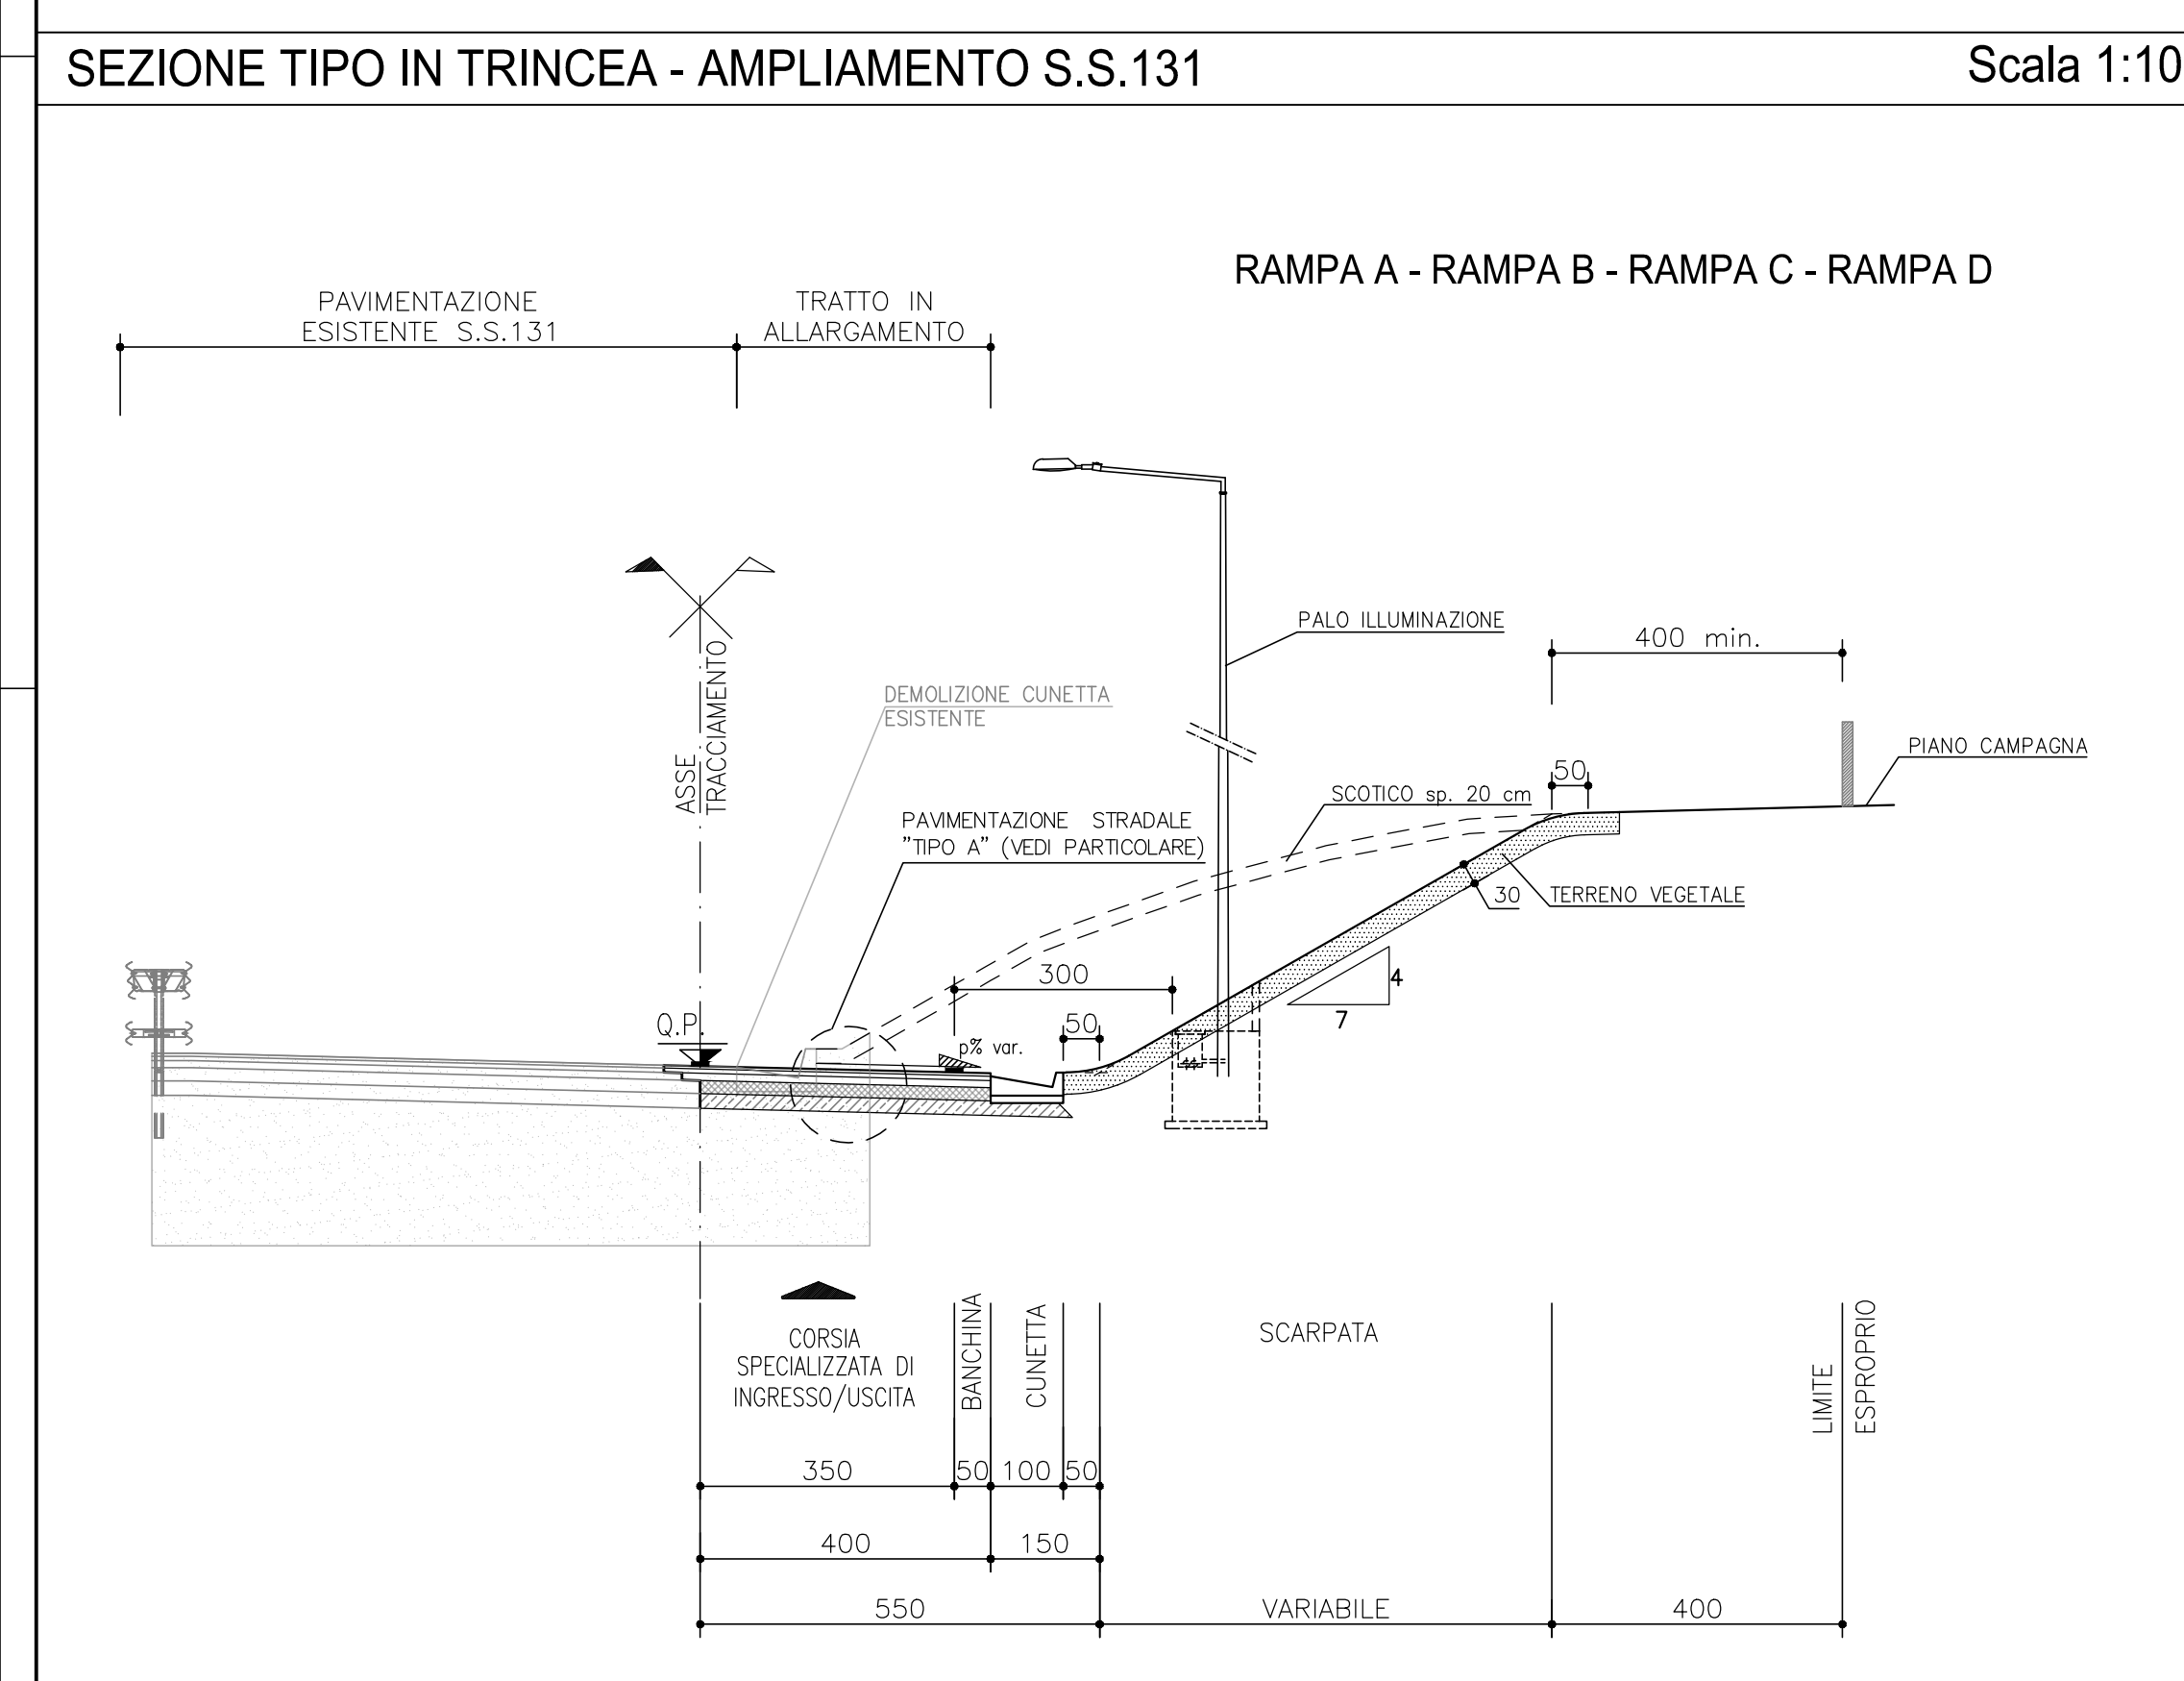 SEZIONE TIPO IN TRINCEA - AMPLIAMENTO S.S.131
Scala 1:10
RAMPA A - RAMPA B - RAMPA C - RAMPA D
PAVIMENTAZIONE
ESISTENTE S.S.131
TRATTO IN
ALLARGAMENTO
PALO ILLUMINAZIONE
400 min.
ASSE
TRACCIAMENTO
DEMOLIZIONE CUNETTA
ESISTENTE
PIANO CAMPAGNA
50
SCOTICO sp. 20 cm
PAVIMENTAZIONE STRADALE
"TIPO A" (VEDI PARTICOLARE)
30
TERRENO VEGETALE
300
4
7
Q.P.
50
p% var.
CORSIA
SPECIALIZZATA DI
INGRESSO/USCITA
BANCHINA
CUNETTA
SCARPATA
LIMITE
ESPROPRIO
350
50
100
50
400
150
550
VARIABILE
400